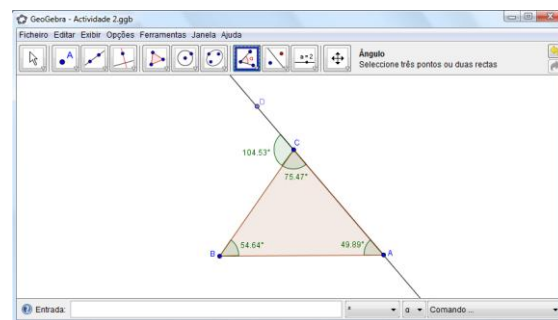 GeoGebra - Actividade 2.ggb
Ficheiro Editar Exibir Opções Ferramentas Janela Ajuda
A a=2 Ângulo
Seleccione três pontos ou duas rectas
D
C
104.53°
75.47°
54.64° 49.89°
B A
Entrada: ° α Comando ...